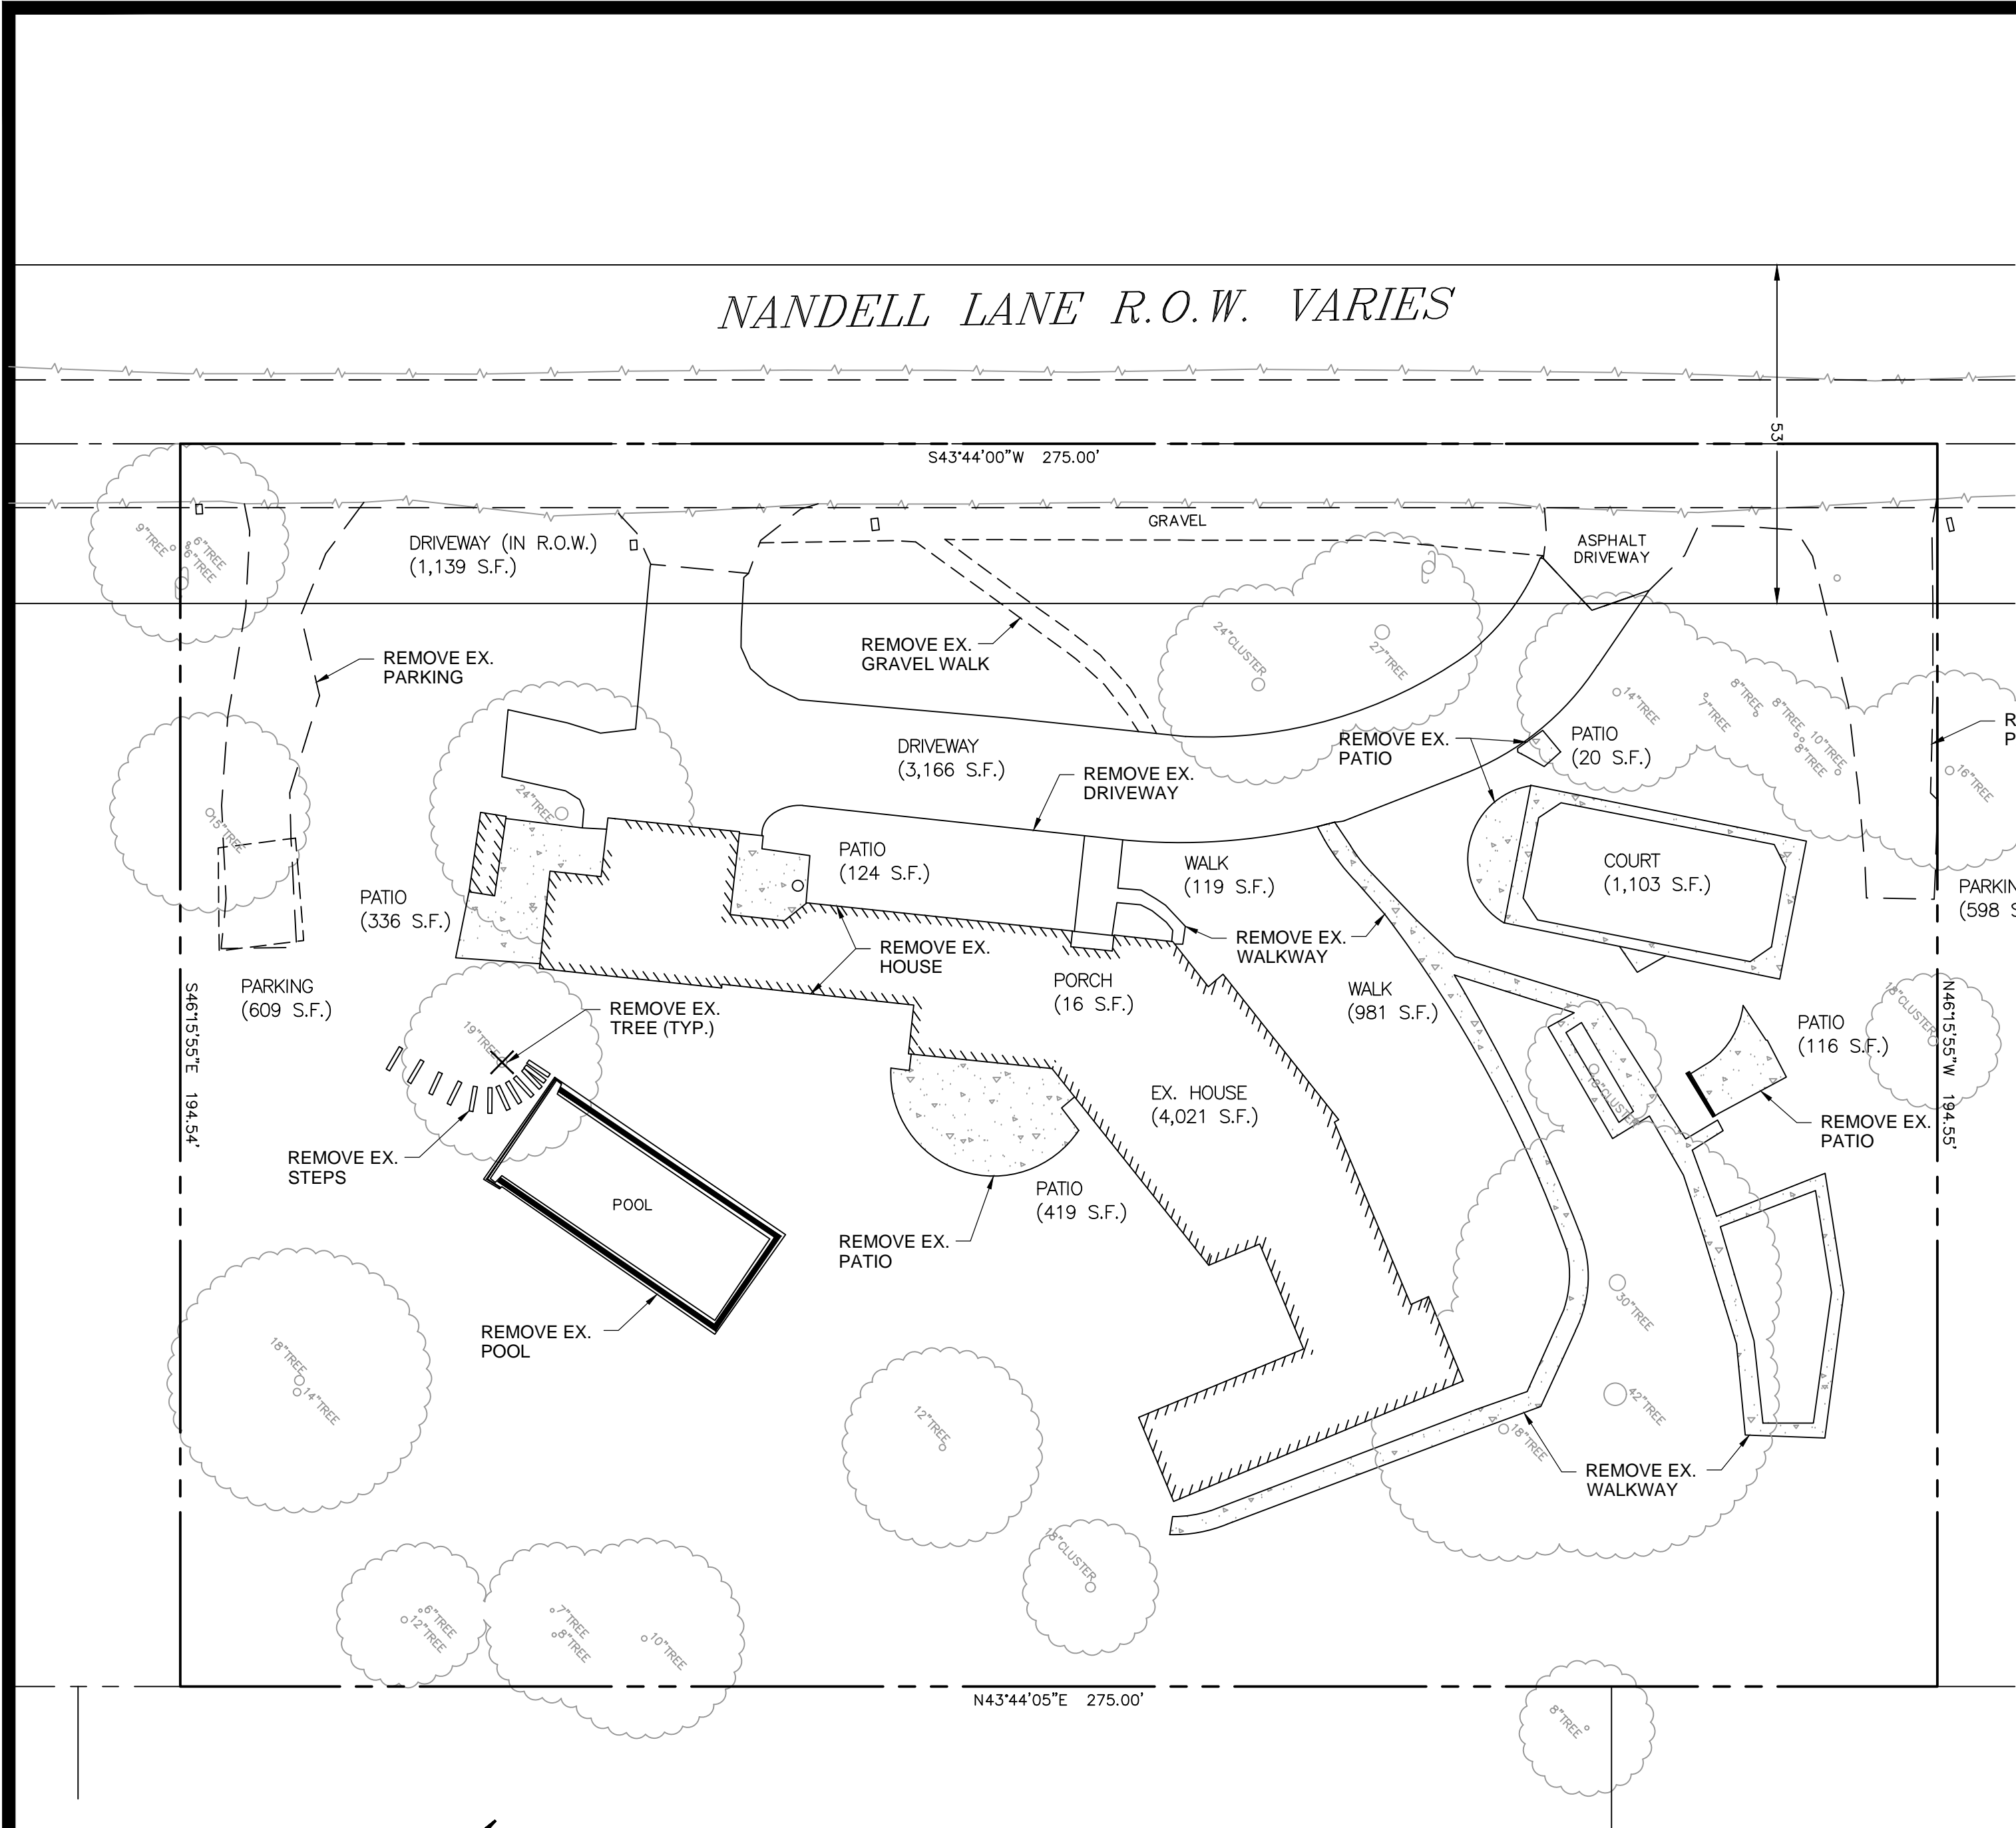 NANDELL LANE R.O.W. VARIES
53
S43°44'00"W 275.00'
GRAVEL
ASPHALT
DRIVEWAY
DRIVEWAY (IN R.O.W.)
(1,139 S.F.)
9"TREE
6"TREE
6"TREE
REMOVE EX.
PARKING
REMOVE EX.
GRAVEL WALK
24"CLUSTER
27"TREE
14"TREE
7"TREE
8"TREE
8"TREE
10"TREE
8"TREE
16"TREE
15"TREE
24"TREE
DRIVEWAY
(3,166 S.F.)
REMOVE EX.
DRIVEWAY
REMOVE EX.
PATIO
PATIO
(20 S.F.)
R
P
PATIO
(336 S.F.)
PATIO
(124 S.F.)
WALK
(119 S.F.)
COURT
(1,103 S.F.)
PARKIN
(598 S
REMOVE EX.
HOUSE
REMOVE EX.
WALKWAY
PARKING
(609 S.F.)
PORCH
(16 S.F.)
WALK
(981 S.F.)
S46°15'55"E 194.54'
REMOVE EX.
TREE (TYP.)
19"TREE
PATIO
(116 S.F.)
18"CLUSTER
N46°15'55"W 194.55'
EX. HOUSE
(4,021 S.F.)
REMOVE EX.
PATIO
REMOVE EX.
STEPS
POOL
PATIO
(419 S.F.)
REMOVE EX.
PATIO
REMOVE EX.
POOL
30"TREE
42"TREE
18"TREE
18"TREE
14"TREE
12"TREE
REMOVE EX.
WALKWAY
18"CLUSTER
6"TREE
12"TREE
7"TREE
8"TREE
10"TREE
N43°44'05"E 275.00'
8"TREE